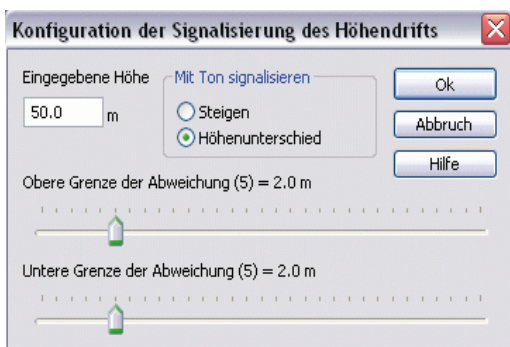 Konfiguration der Signalisierung des Höhendrifts
Eingegebene Höhe
50.0 m
Mit Ton signalisieren
Steigen
Höhenunterschied
Ok
Abbruch
Hilfe
Obere Grenze der Abweichung (5) = 2.0 m
Untere Grenze der Abweichung (5) = 2.0 m